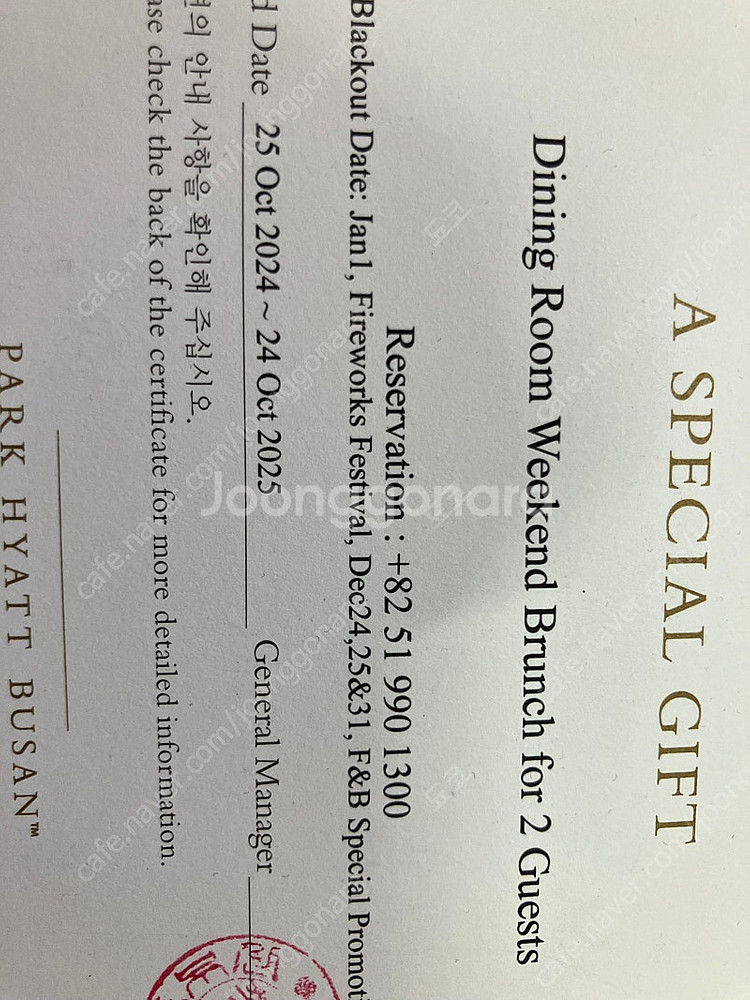 A SPECIAL GIFT
Dining Room Weekend Brunch for 2 Guests
Reservation : +82 51 990 1300
Blackout Date: Jan1, Fireworks Festival, Dec24,25&31, F&B Special Promot
d Date 25 Oct 2024 ~ 24 Oct 2025 General Manager
면의 안내 사항을 확인해 주십시오.
ase check the back of the certificate for more detailed information.
PARK HYATT BUSAN™
Joonggonara